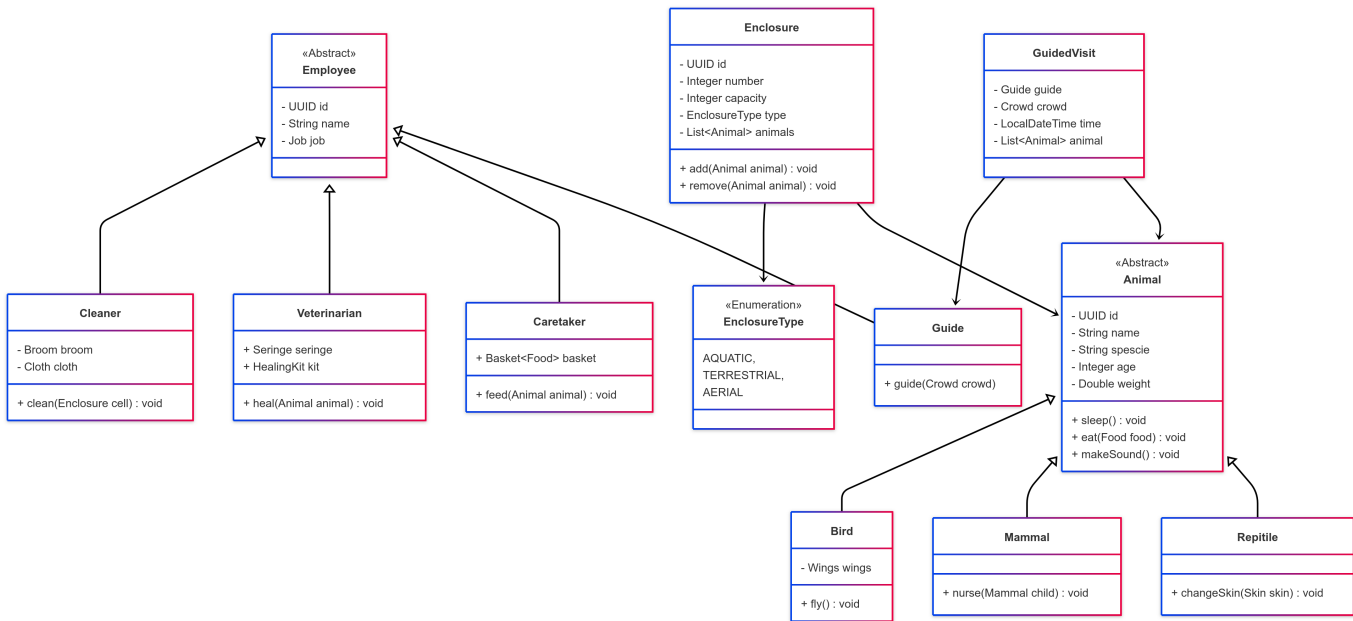 «Abstract»
Employee
- UUID id
- String name
- Job job
Enclosure
- UUID id
- Integer number
- Integer capacity
- EnclosureType type
- List<Animal> animals
+ add(Animal animal) : void
+ remove(Animal animal) : void
GuidedVisit
- Guide guide
- Crowd crowd
- LocalDateTime time
- List<Animal> animal
Cleaner
- Broom broom
- Cloth cloth
+ clean(Enclosure cell) : void
Veterinarian
+ Seringe seringe
+ HealingKit kit
+ heal(Animal animal) : void
Caretaker
+ Basket<Food> basket
+ feed(Animal animal) : void
«Enumeration»
EnclosureType
AQUATIC,
TERRESTRIAL,
AERIAL
Guide
+ guide(Crowd crowd)
«Abstract»
Animal
- UUID id
- String name
- String spescie
- Integer age
- Double weight
+ sleep() : void
+ eat(Food food) : void
+ makeSound() : void
Bird
- Wings wings
+ fly() : void
Mammal
+ nurse(Mammal child) : void
Repitile
+ changeSkin(Skin skin) : void